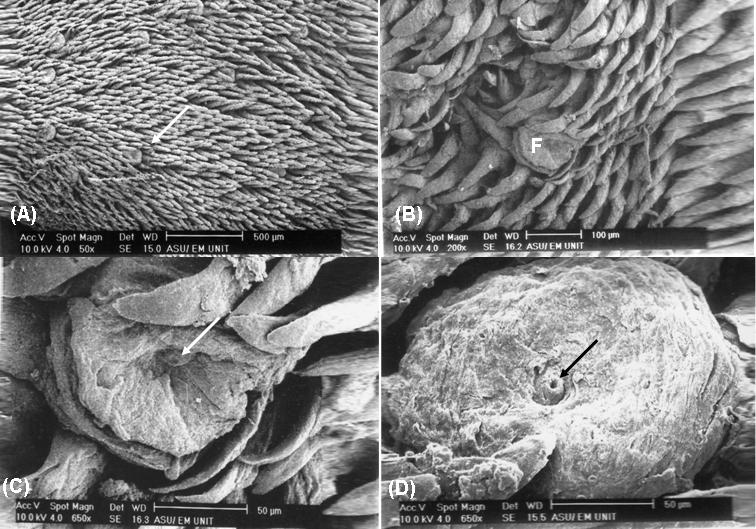 (A)
500 µm
Acc.V Spot Magn Det WD
10.0 kV 4.0 50x SE 15.0 ASU/EM UNIT
F
(B)
100 µm
Acc.V Spot Magn Det WD
10.0 kV 4.0 200x SE 16.2 ASU/EM UNIT
(C)
Acc.V Spot Magn Det WD 50 µm
10.0 kV 4.0 650x SE 16.3 ASU/EM UNIT
(D)
Acc.V Spot Magn Det WD 50 µm
10.0 kV 4.0 650x SE 15.5 ASU/EM UNIT